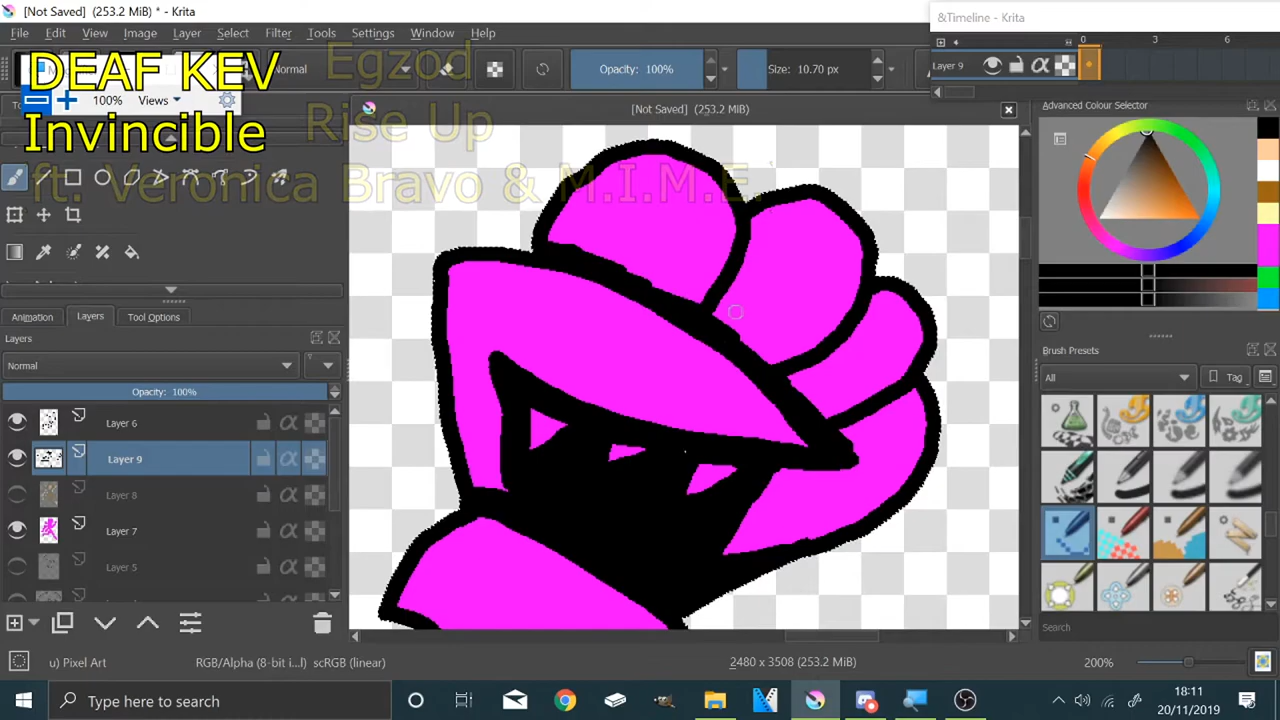 [Not Saved] (253.2 MiB) * - Krita
&Timeline - Krita
File Edit View Image Layer Select Filter Tools Settings Window Help
0 3 6
Layer 9
DEAF KEV
Invincible
Egzod
Rise Up
ft. Veronica Bravo & M.I.M.E.
Normal
Opacity: 100%
Size: 10.70 px
100% Views
[Not Saved] (253.2 MiB)
Advanced Colour Selector
Animation Layers Tool Options
Layers
Normal
Opacity: 100%
Layer 6
Layer 9
Layer 8
Layer 7
Layer 5
Brush Presets
All
Tag
Search
u) Pixel Art
RGB/Alpha (8-bit i...l) scRGB (linear)
2480 x 3508 (253.2 MiB)
200%
Type here to search
18:11
20/11/2019